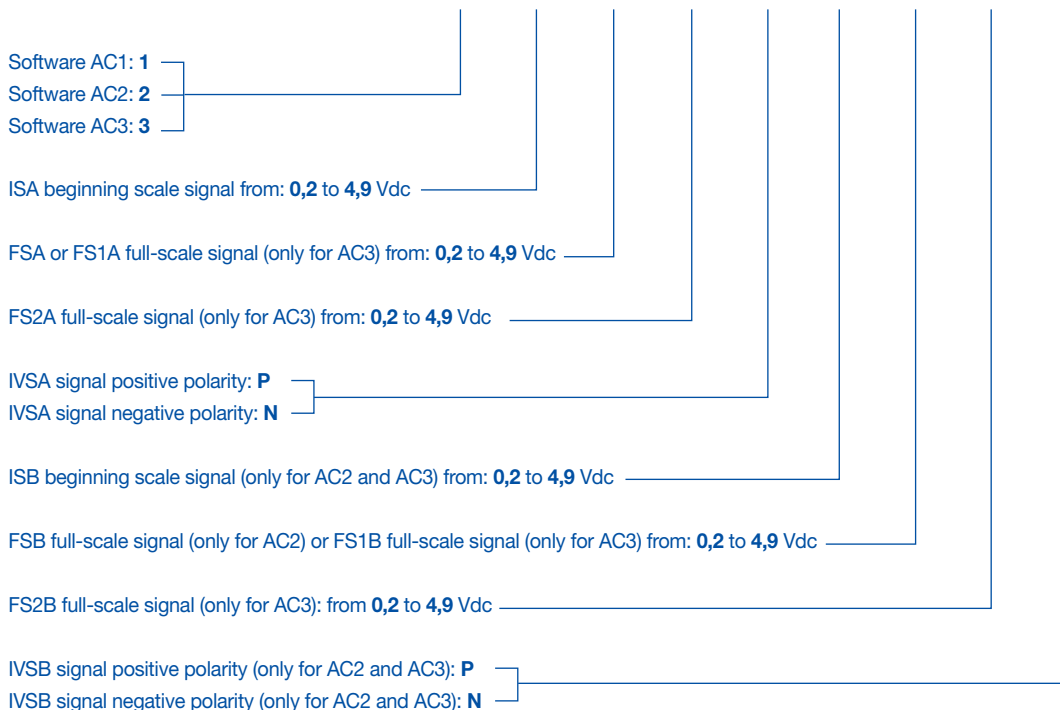 Software AC1: 1
Software AC2: 2
Software AC3: 3
ISA beginning scale signal from: 0,2 to 4,9 Vdc
FSA or FS1A full-scale signal (only for AC3) from: 0,2 to 4,9 Vdc
FS2A full-scale signal (only for AC3) from: 0,2 to 4,9 Vdc
IVSA signal positive polarity: P
IVSA signal negative polarity: N
ISB beginning scale signal (only for AC2 and AC3) from: 0,2 to 4,9 Vdc
FSB full-scale signal (only for AC2) or FS1B full-scale signal (only for AC3) from: 0,2 to 4,9 Vdc
FS2B full-scale signal (only for AC3): from 0,2 to 4,9 Vdc
IVSB signal positive polarity (only for AC2 and AC3): P
IVSB signal negative polarity (only for AC2 and AC3): N